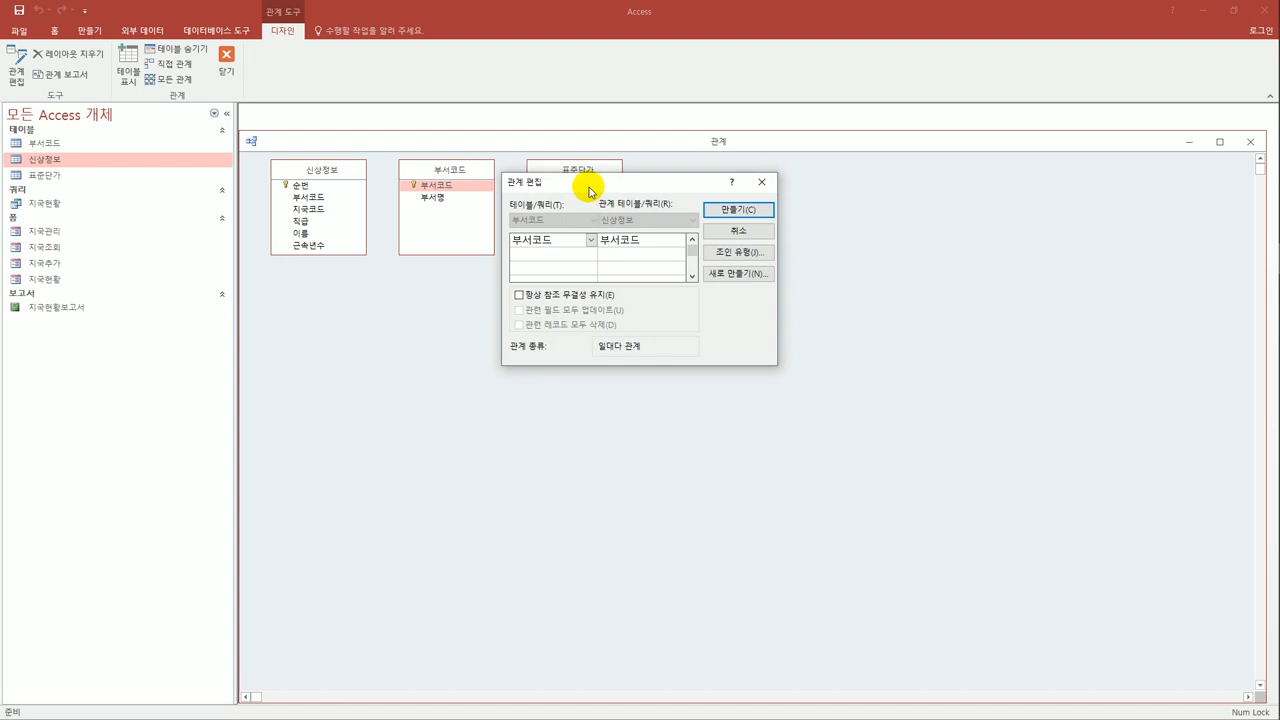 관계 도구
Access
파일
홈
만들기
외부 데이터
데이터베이스 도구
디자인
수행할 작업을 알려 주세요.
로그인
관계
편집
레이아웃 지우기
관계 보고서
도구
테이블
표시
테이블 숨기기
직접 관계
모든 관계
닫기
관계
모든 Access 개체
테이블
부서코드
신상정보
표준단가
쿼리
지국현황
폼
지국관리
지국조회
지국추가
지국현황
보고서
지국현황보고서
관계
신상정보
순번
부서코드
지국코드
직급
이름
근속년수
부서코드
부서코드
부서명
표준단가
관계 편집
?
테이블/쿼리(T):
관계 테이블/쿼리(R):
부서코드
신상정보
부서코드
부서코드
항상 참조 무결성 유지(E)
관련 필드 모두 업데이트(U)
관련 레코드 모두 삭제(D)
관계 종류:
일대다 관계
만들기(C)
취소
조인 유형(J)...
새로 만들기(N)...
준비
Num Lock